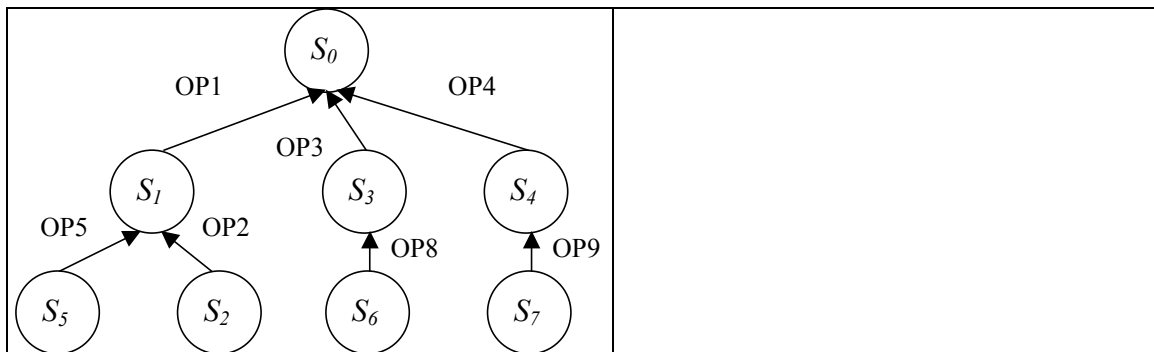 S0
OP1 OP4
OP3
S1 S3 S4
OP5 OP2 OP8 OP9
S5 S2 S6 S7